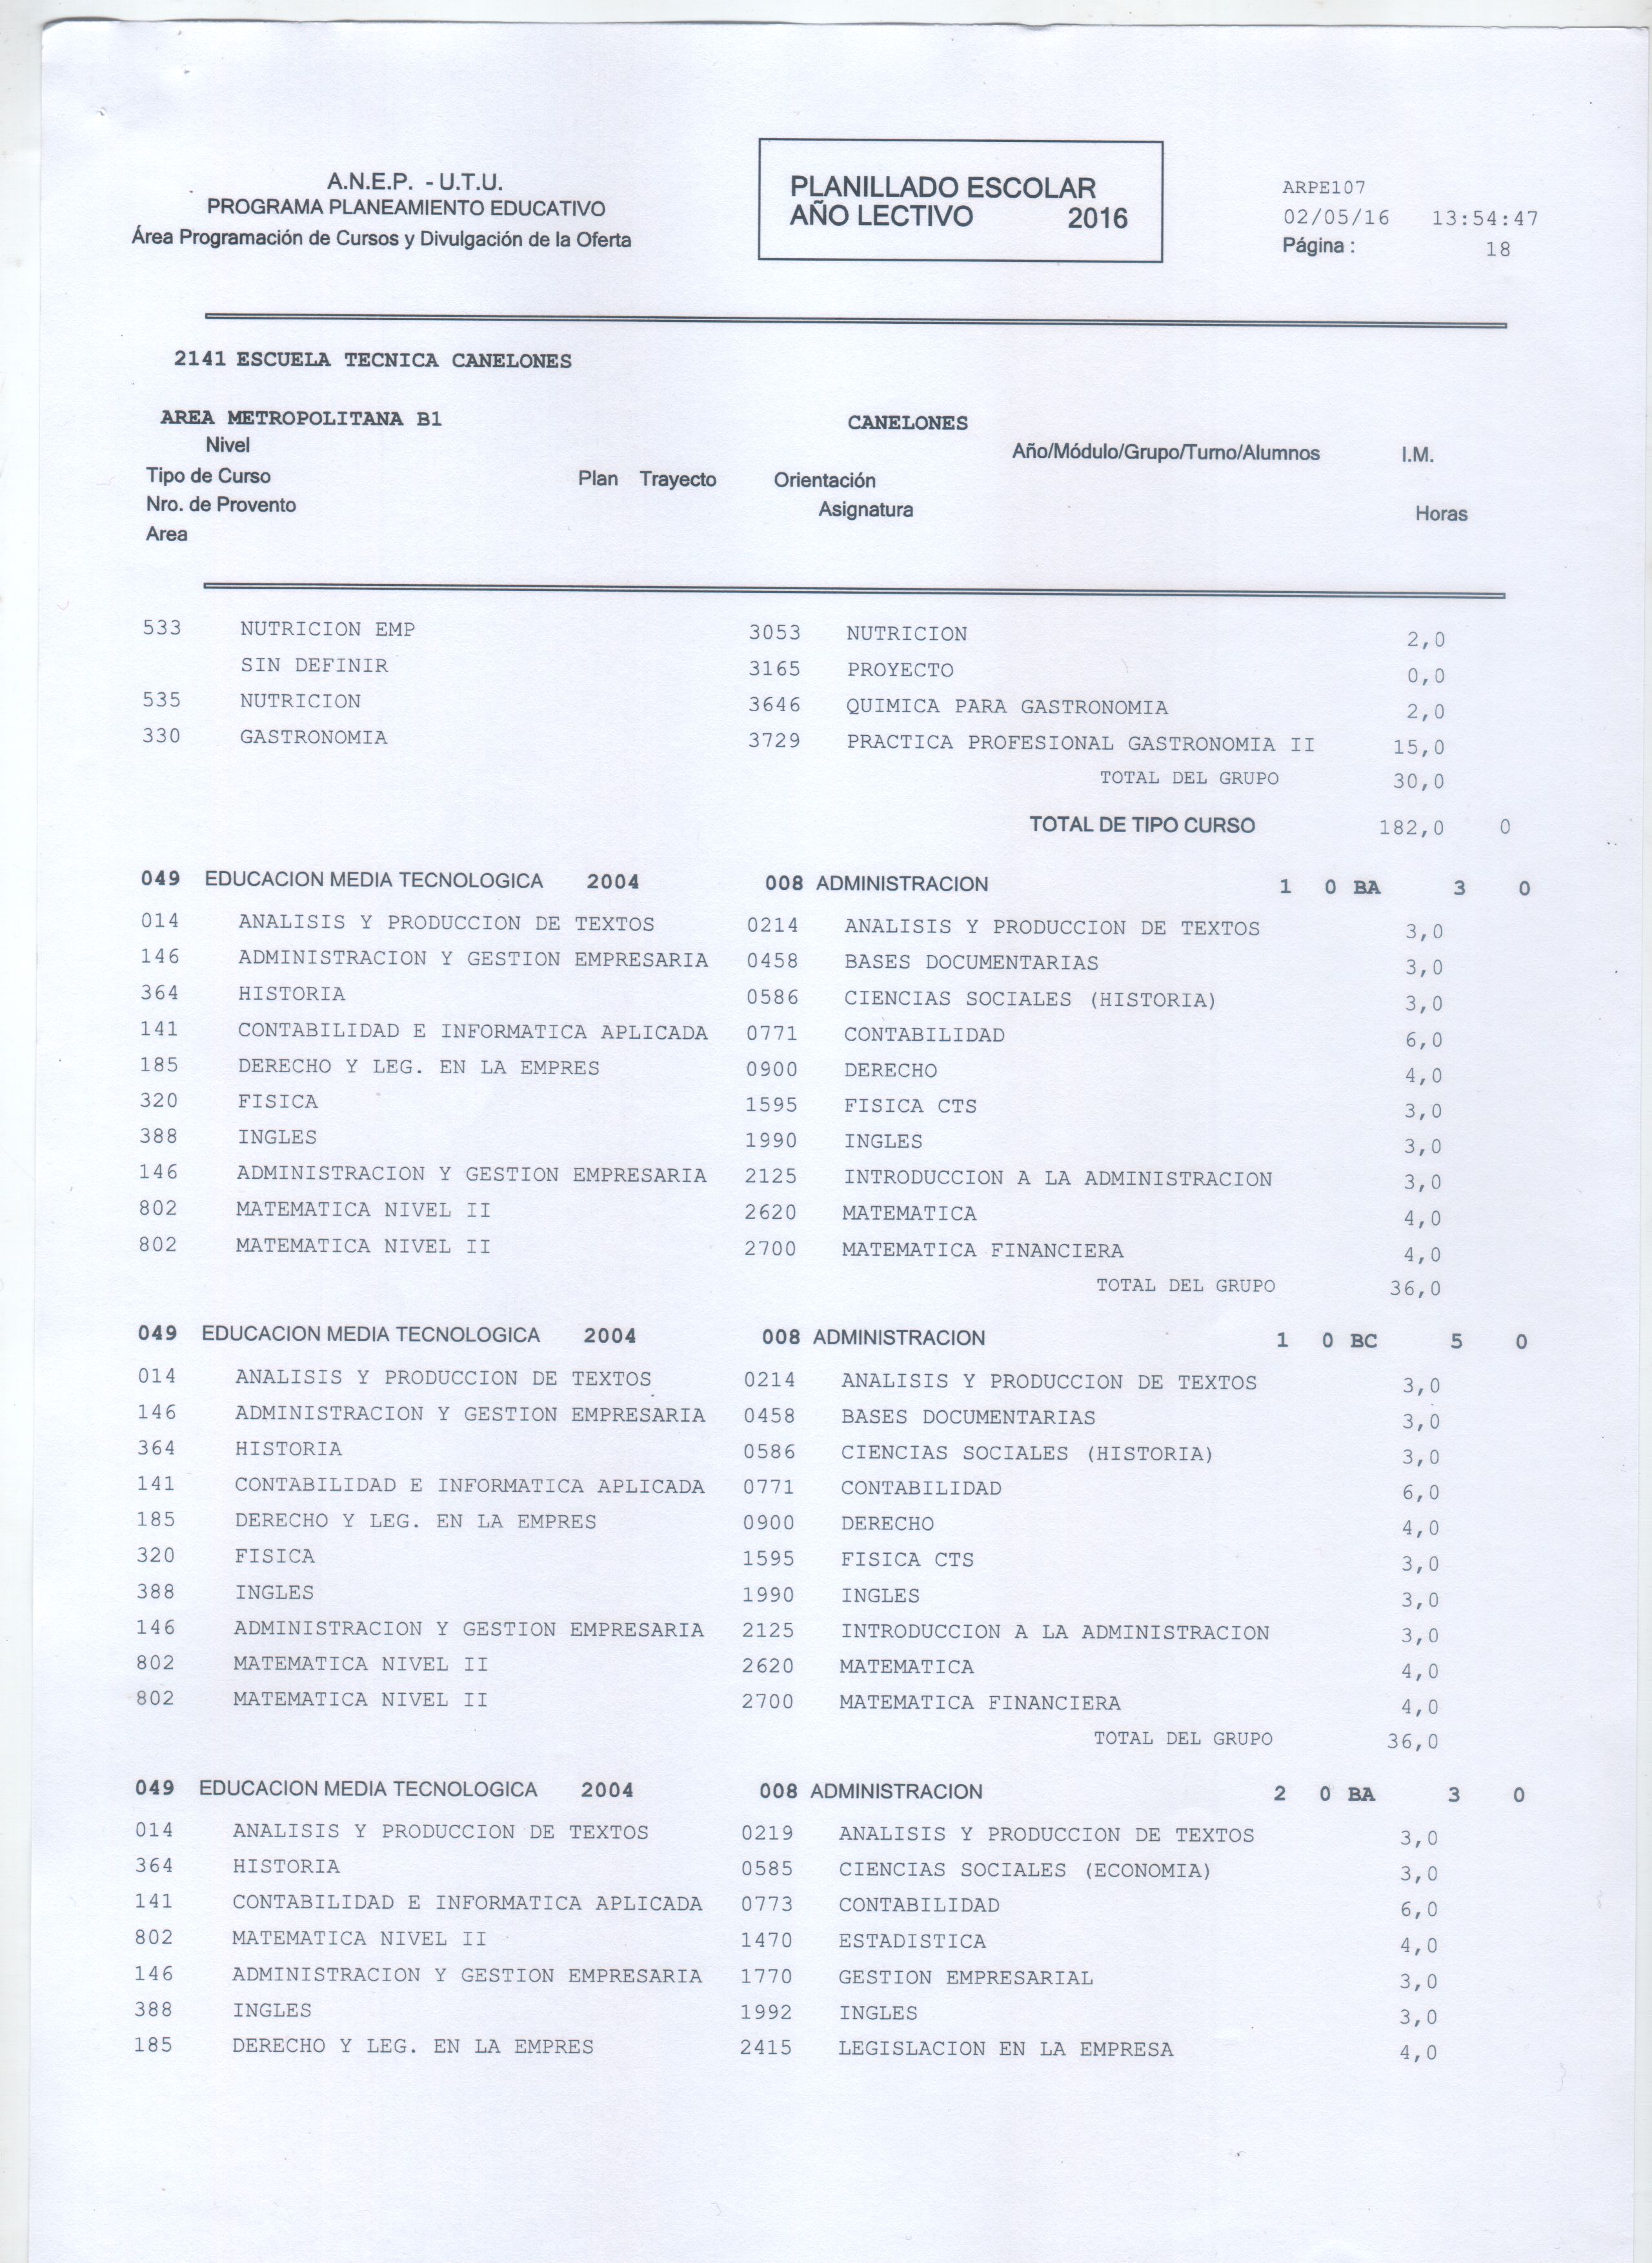 A.N.E.P. - U.T.U.
PROGRAMA PLANEAMIENTO EDUCATIVO
Área Programación de Cursos y Divulgación de la Oferta
PLANILLADO ESCOLAR
AÑO LECTIVO 2016
ARPE107
02/05/16 13:54:47
Página : 18
2141 ESCUELA TECNICA CANELONES
AREA METROPOLITANA B1 CANELONES
Nivel Año/Módulo/Grupo/Turno/Alumnos I.M.
Tipo de Curso Plan Trayecto Orientación
Nro. de Provento Asignatura Horas
Area
533 NUTRICION EMP 3053 NUTRICION 2,0
SIN DEFINIR 3165 PROYECTO 0,0
535 NUTRICION 3646 QUIMICA PARA GASTRONOMIA 2,0
330 GASTRONOMIA 3729 PRACTICA PROFESIONAL GASTRONOMIA II 15,0
TOTAL DEL GRUPO 30,0
TOTAL DE TIPO CURSO 182,0 0
049 EDUCACION MEDIA TECNOLOGICA 2004 008 ADMINISTRACION 1 0 BA 3 0
014 ANALISIS Y PRODUCCION DE TEXTOS 0214 ANALISIS Y PRODUCCION DE TEXTOS 3,0
146 ADMINISTRACION Y GESTION EMPRESARIA 0458 BASES DOCUMENTARIAS 3,0
364 HISTORIA 0586 CIENCIAS SOCIALES (HISTORIA) 3,0
141 CONTABILIDAD E INFORMATICA APLICADA 0771 CONTABILIDAD 6,0
185 DERECHO Y LEG. EN LA EMPRES 0900 DERECHO 4,0
320 FISICA 1595 FISICA CTS 3,0
388 INGLES 1990 INGLES 3,0
146 ADMINISTRACION Y GESTION EMPRESARIA 2125 INTRODUCCION A LA ADMINISTRACION 3,0
802 MATEMATICA NIVEL II 2620 MATEMATICA 4,0
802 MATEMATICA NIVEL II 2700 MATEMATICA FINANCIERA 4,0
TOTAL DEL GRUPO 36,0
049 EDUCACION MEDIA TECNOLOGICA 2004 008 ADMINISTRACION 1 0 BC 5 0
014 ANALISIS Y PRODUCCION DE TEXTOS 0214 ANALISIS Y PRODUCCION DE TEXTOS 3,0
146 ADMINISTRACION Y GESTION EMPRESARIA 0458 BASES DOCUMENTARIAS 3,0
364 HISTORIA 0586 CIENCIAS SOCIALES (HISTORIA) 3,0
141 CONTABILIDAD E INFORMATICA APLICADA 0771 CONTABILIDAD 6,0
185 DERECHO Y LEG. EN LA EMPRES 0900 DERECHO 4,0
320 FISICA 1595 FISICA CTS 3,0
388 INGLES 1990 INGLES 3,0
146 ADMINISTRACION Y GESTION EMPRESARIA 2125 INTRODUCCION A LA ADMINISTRACION 3,0
802 MATEMATICA NIVEL II 2620 MATEMATICA 4,0
802 MATEMATICA NIVEL II 2700 MATEMATICA FINANCIERA 4,0
TOTAL DEL GRUPO 36,0
049 EDUCACION MEDIA TECNOLOGICA 2004 008 ADMINISTRACION 2 0 BA 3 0
014 ANALISIS Y PRODUCCION DE TEXTOS 0219 ANALISIS Y PRODUCCION DE TEXTOS 3,0
364 HISTORIA 0585 CIENCIAS SOCIALES (ECONOMIA) 3,0
141 CONTABILIDAD E INFORMATICA APLICADA 0773 CONTABILIDAD 6,0
802 MATEMATICA NIVEL II 1470 ESTADISTICA 4,0
146 ADMINISTRACION Y GESTION EMPRESARIA 1770 GESTION EMPRESARIAL 3,0
388 INGLES 1992 INGLES 3,0
185 DERECHO Y LEG. EN LA EMPRES 2415 LEGISLACION EN LA EMPRESA 4,0